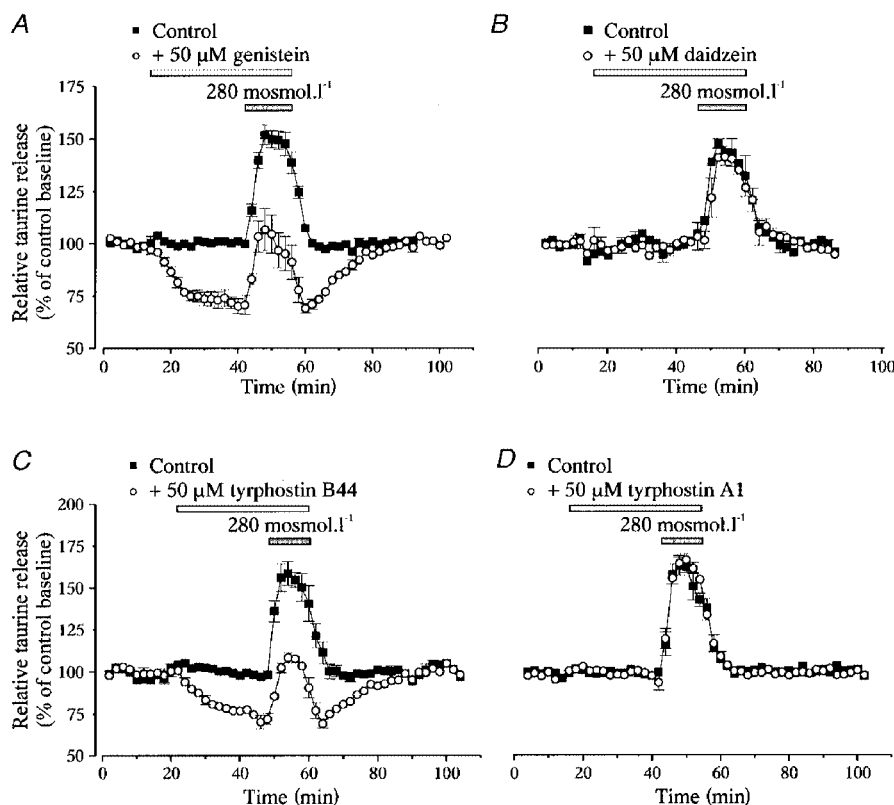 A
Control
+ 50 µM genistein
280 mosmol.l⁻¹
175
150
125
100
75
50
Relative taurine release
(% of control baseline)
0 20 40 60 80 100
Time (min)
B
Control
+ 50 µM daidzein
280 mosmol.l⁻¹
0 20 40 60 80 100
Time (min)
C
Control
+ 50 µM tyrphostin B44
280 mosmol.l⁻¹
200
175
150
125
100
75
50
Relative taurine release
(% of control baseline)
0 20 40 60 80 100
Time (min)
D
Control
+ 50 µM tyrphostin A1
280 mosmol.l⁻¹
0 20 40 60 80 100
Time (min)